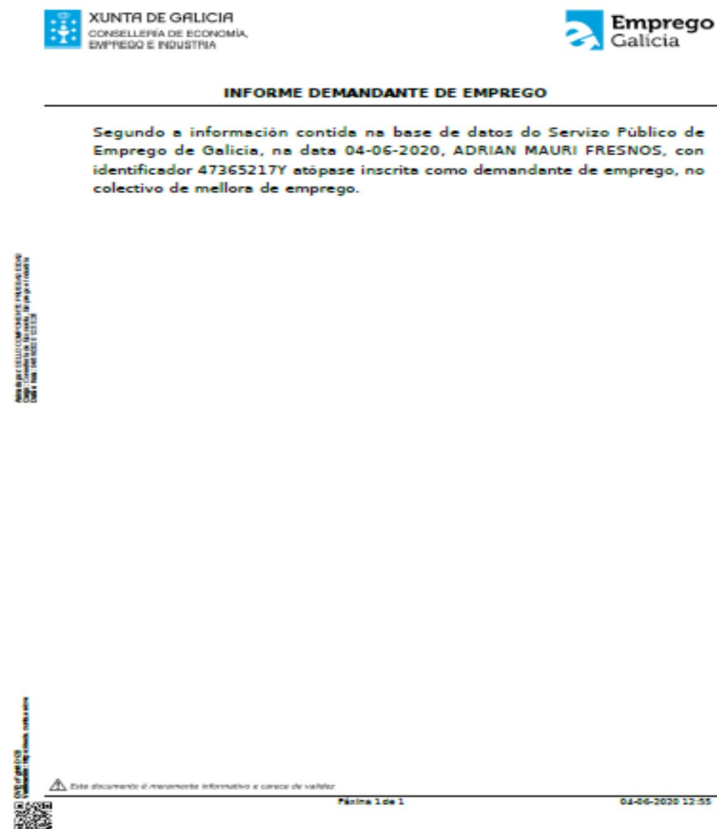 XUNTA DE GALICIA
CONSELLERÍA DE ECONOMÍA,
EMPREGO E INDUSTRIA
Emprego
Galicia
INFORME DEMANDANTE DE EMPREGO
Segundo a información contida na base de datos do Servizo Público de
Emprego de Galicia, na data 04-06-2020, ADRIAN MAURI FRESNOS, con
identificador 47365217Y atópase inscrita como demandante de emprego, no
colectivo de mellora de emprego.
Este documento é meramente informativo e carece de validez
Páxina 1 de 1
04-06-2020 12:55